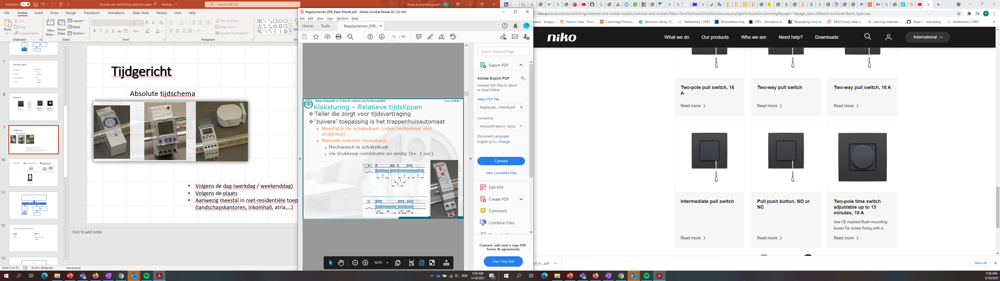 AutoSave On
Sturing van verlichting systemen.pptx - Saving...
Search (Alt+Q)
Paula Acuna Roncancio PA
File Home Insert Draw Design Transitions Animations Slide Show Review View Help
Paste
Cut
Copy
Format Painter
Clipboard
New Slide
Reuse Slides
Layout
Reset
Section
Slides
24
B I U S ab AV Aa A
Font
Text Direction
Align Text
Convert to SmartArt
Paragraph
7
Waarnemingen
8
Manueel
9
Tijdgericht
Absolute tijdschema
10
Sensors
11
12
Communicatie protocol
13
Tijdgericht
Absolute tijdschema
• Volgens de dag (werkdag / weekenddag)
• Volgens de plaats
• Aanwezig meestal in niet-residentiële toep
(landschapskantoren, inkomhall, atria,...)
Click to add notes
Slide 9 of 20
Dutch (Belgium)
Recovered
Regelsystemen_EPB_Peter Dherdt.pdf - Adobe Acrobat Reader DC (32-bit)
File Edit View Sign Window Help
Home Tools Regelsystemen_EPB... ×
15 / 69
Wetenschappelijk en Technisch Centrum voor het Bouwbedrijf
www.wtcb.be
Kloksturing – Relatieve tijdstippen
❖ Teller die zorgt voor tijdsvertraging
❖ ‘zuivere’ toepassing is het trappenhuisautomaat
• Meestal in de schakelkast (relais bedienbaar met
drukknop)
• Manuele override (kuisploeg)
• Mechanisch in schakelkast
• via drukknop-combinatie en eindig (bv. 1 uur)
T T T
T
T
≥6" 60' ≥6" <60'
56.4%
Search 'Replace Page'
Export PDF
Adobe Export PDF
Convert PDF Files to Word
or Excel Online
Select PDF File
Regelsyste... Dherdt.pdf
Convert to
Microsoft Word (*.docx)
Document Language:
English (U.S.) Change
Convert
View Converted Files
Edit PDF
Create PDF
Comment
Combine Files
Convert, edit and e-sign PDF
forms & agreements
Free 7-Day Trial
niko.eu/en/products/switching-material-and-socket-outlets/switches-and-sockets?filter=facet%20switch%20function.eq.any(light%20control,dimming)&page=1&page_size=24&sort=sortorder&sort_type=asc
board - Smapp...
Historic Data - Fluvi...
Cambridge Diction...
Electronic library. D...
Nettarieven | VREG
Renewables.ninja
EPFL - Simulation a...
Resampling time se...
ERA5 hourly data o...
Learning materials -...
Paper 1 · marioberg...
Nettarieven | VREG
niko
What we do Our products Who we are Need help? Downloads
International
Two-pole pull switch, 16
A
Read more
Two-way pull switch
Read more
Two-way pull switch, 16 A
Read more
Intermediate pull switch
Read more
Pull push button, NO or
NC
Read more
Two-pole time switch
adjustable up to 15
minutes, 16 A
Use CE marked flush-mounting
boxes for screw fixing with a...
Read more
of_N....pdf
Show all
ENG
5:36 AM
5/18/2021
17
5:36 AM
5/18/2021